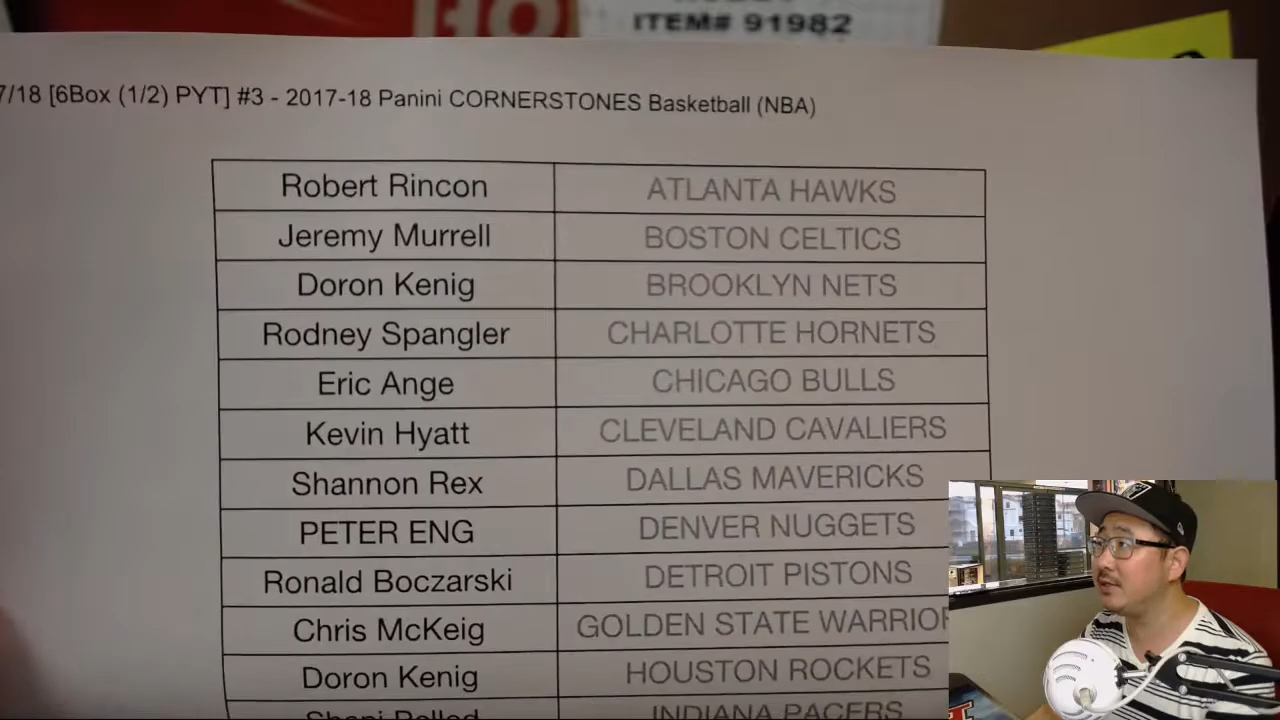 HO
ITEM# 91982
7/18 [6Box (1/2) PYT] #3 - 2017-18 Panini CORNERSTONES Basketball (NBA)
Robert Rincon ATLANTA HAWKS
Jeremy Murrell BOSTON CELTICS
Doron Kenig BROOKLYN NETS
Rodney Spangler CHARLOTTE HORNETS
Eric Ange CHICAGO BULLS
Kevin Hyatt CLEVELAND CAVALIERS
Shannon Rex DALLAS MAVERICKS
PETER ENG DENVER NUGGETS
Ronald Boczarski DETROIT PISTONS
Chris McKeig GOLDEN STATE WARRIOR
Doron Kenig HOUSTON ROCKETS
INDIANA PACERS